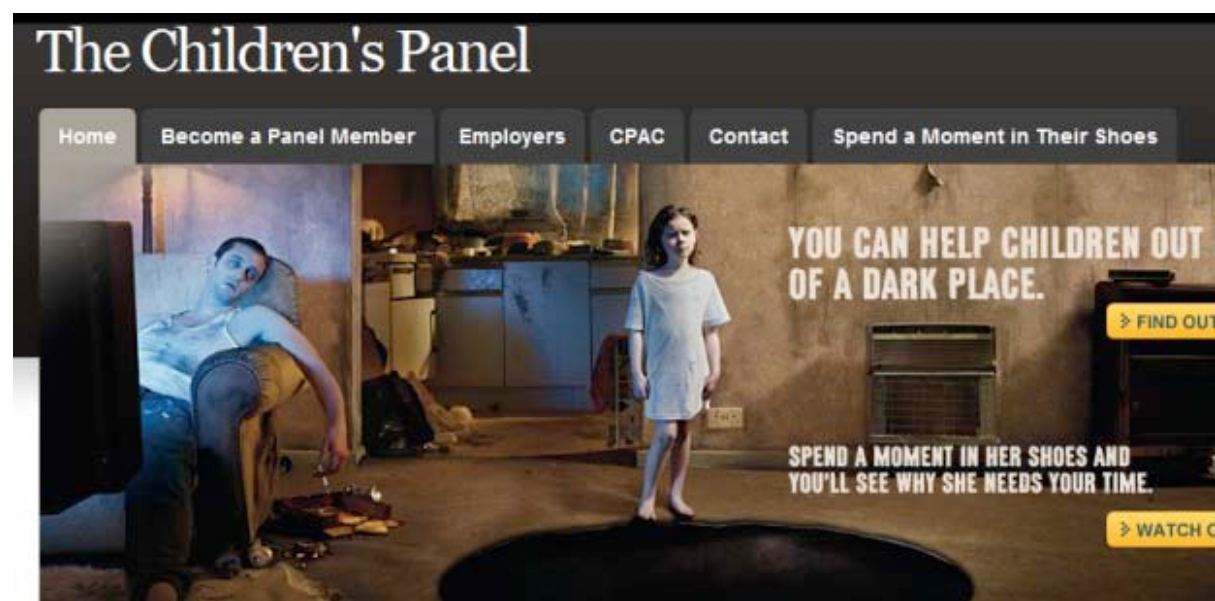 The Children's Panel
Home Become a Panel Member Employers CPAC Contact Spend a Moment in Their Shoes
YOU CAN HELP CHILDREN OUT
OF A DARK PLACE.
FIND OUT
SPEND A MOMENT IN HER SHOES AND
YOU'LL SEE WHY SHE NEEDS YOUR TIME.
WATCH